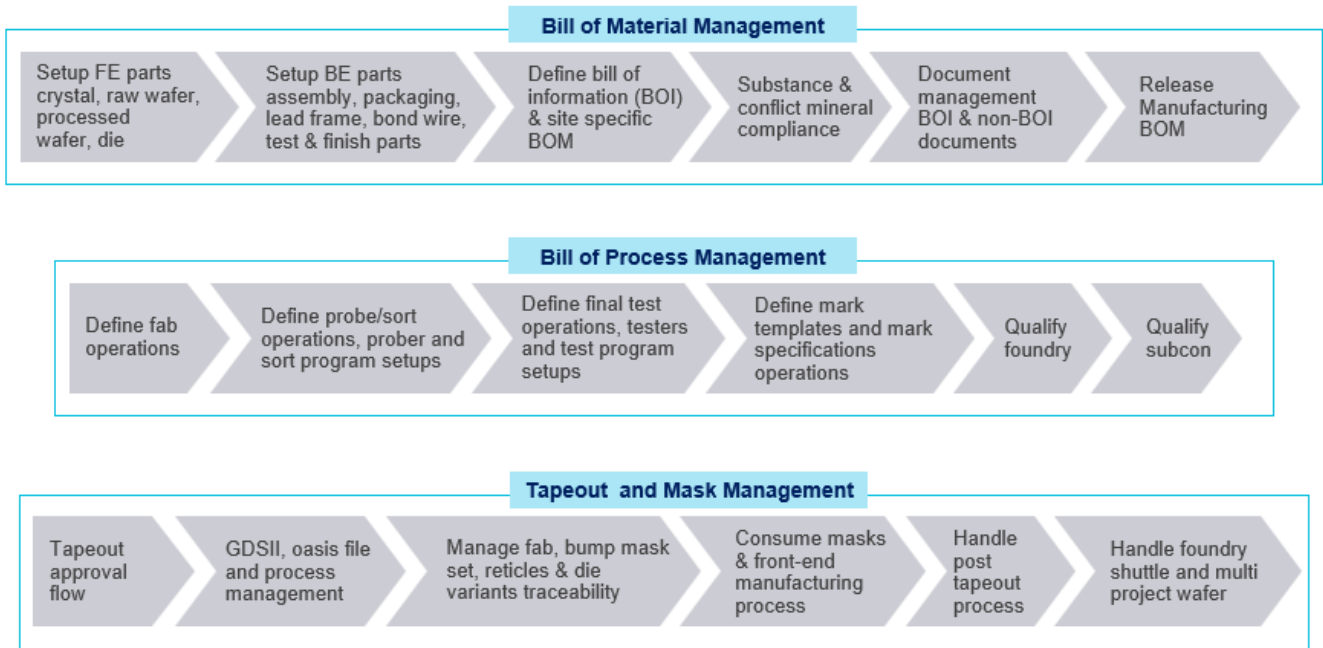 Bill of Material Management
Setup FE parts
crystal, raw wafer,
processed
wafer, die
Setup BE parts
assembly, packaging,
lead frame, bond wire,
test & finish parts
Define bill of
information (BOI)
& site specific
BOM
Substance &
conflict mineral
compliance
Document
management
BOI & non-BOI
documents
Release
Manufacturing
BOM
Bill of Process Management
Define fab
operations
Define probe/sort
operations, prober and
sort program setups
Define final test
operations, testers
and test program
setups
Define mark
templates and mark
specifications
operations
Qualify
foundry
Qualify
subcon
Tapeout and Mask Management
Tapeout
approval
flow
GDSII, oasis file
and process
management
Manage fab, bump mask
set, reticles & die
variants traceability
Consume masks
& front-end
manufacturing
process
Handle
post
tapeout
process
Handle foundry
shuttle and multi
project wafer